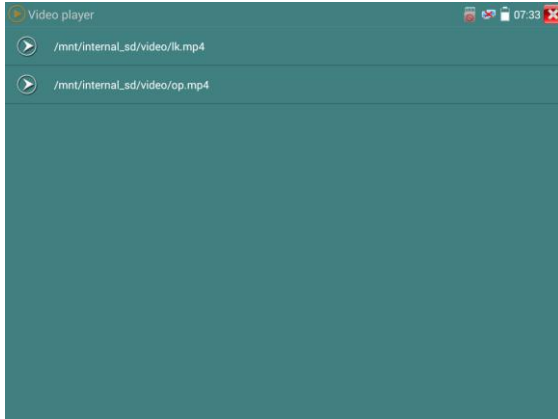 Video player
07:33
/mnt/internal_sd/video/lk.mp4
/mnt/internal_sd/video/op.mp4